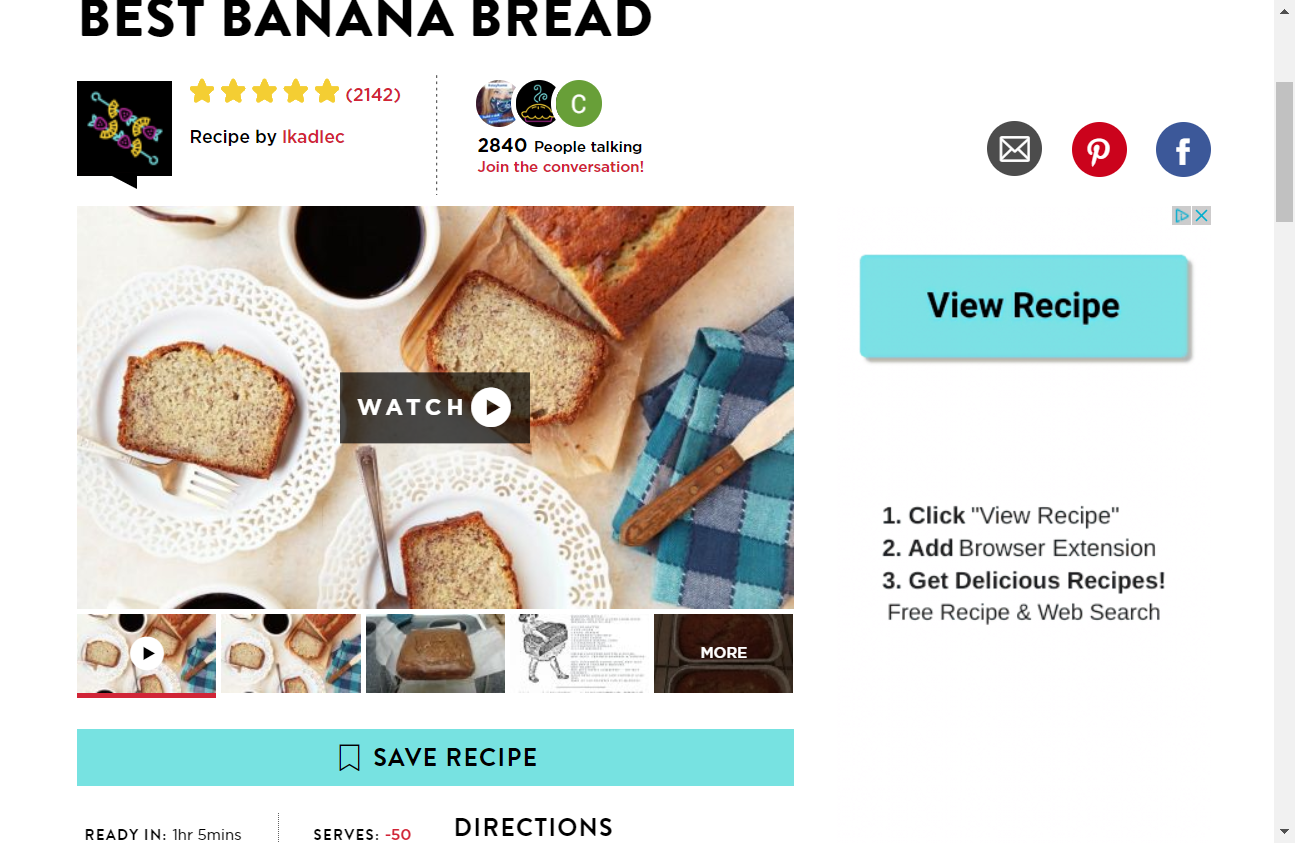 BEST BANANA BREAD
(2142)
Recipe by lkadlec
C
2840 People talking
Join the conversation!
WATCH
View Recipe
1. Click "View Recipe"
2. Add Browser Extension
3. Get Delicious Recipes!
Free Recipe & Web Search
MORE
SAVE RECIPE
READY IN: 1hr 5mins
SERVES: -50
DIRECTIONS